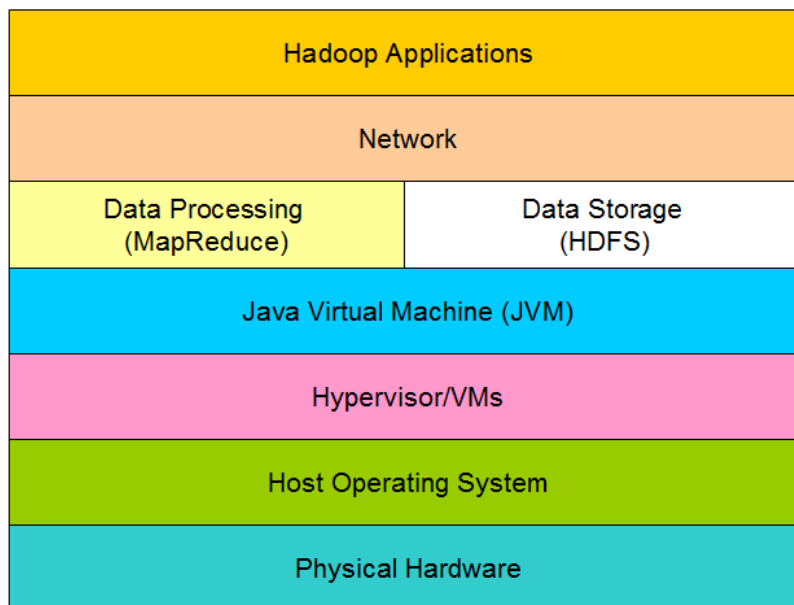 Hadoop Applications
Network
Data Processing
(MapReduce)
Data Storage
(HDFS)
Java Virtual Machine (JVM)
Hypervisor/VMs
Host Operating System
Physical Hardware